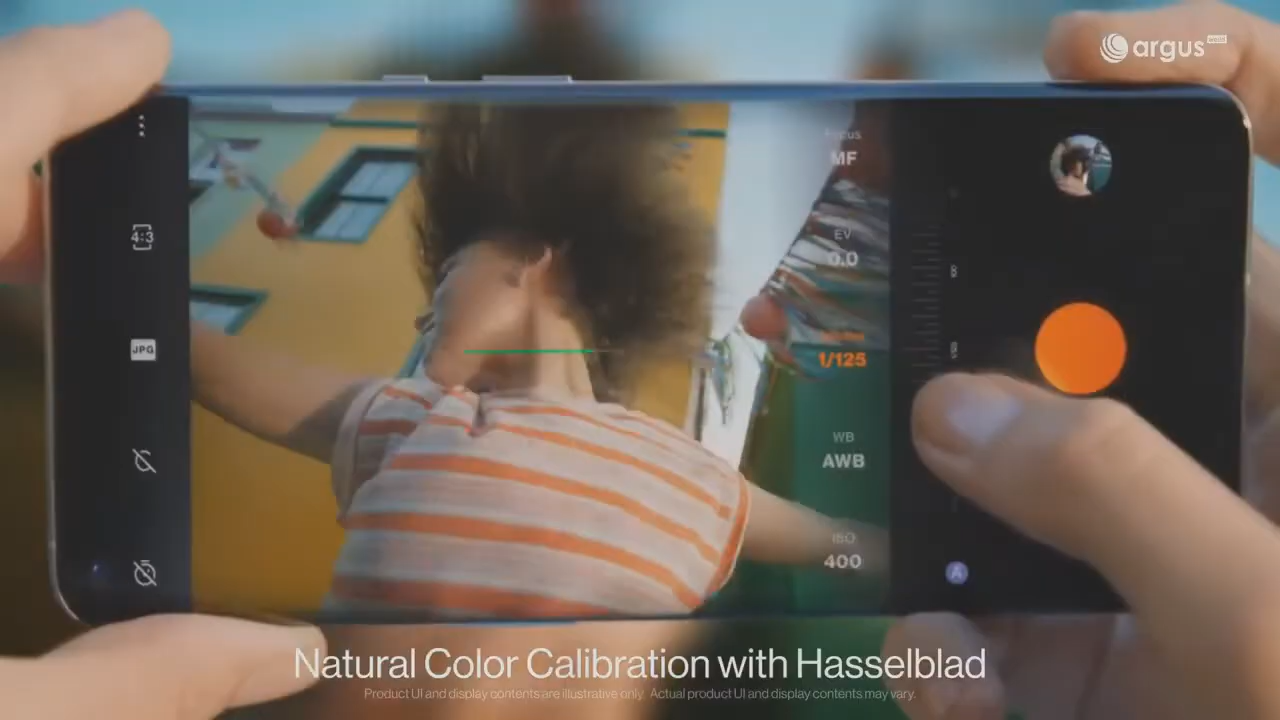 argus
4:3
MF
EV
0.0
JPG
1/125
WB
AWB
ISO
400
A
Natural Color Calibration with Hasselblad
Product UI and display contents are illustrative only. Actual product UI and display contents may vary.